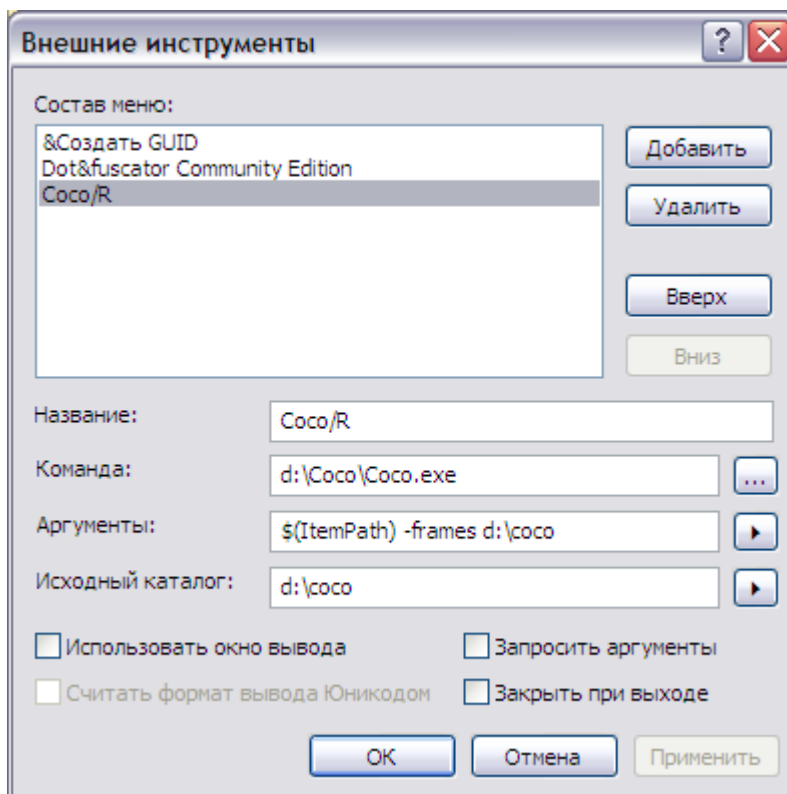 Внешние инструменты
Состав меню:
&Создать GUID
Dot&fuscator Community Edition
Coco/R
Добавить
Удалить
Вверх
Вниз
Название: Coco/R
Команда: d:\Coco\Coco.exe ...
Аргументы: $(ItemPath) -frames d:\coco
Исходный каталог: d:\coco
Использовать окно вывода Запросить аргументы
Считать формат вывода Юникодом Закрыть при выходе
ОК Отмена Применить